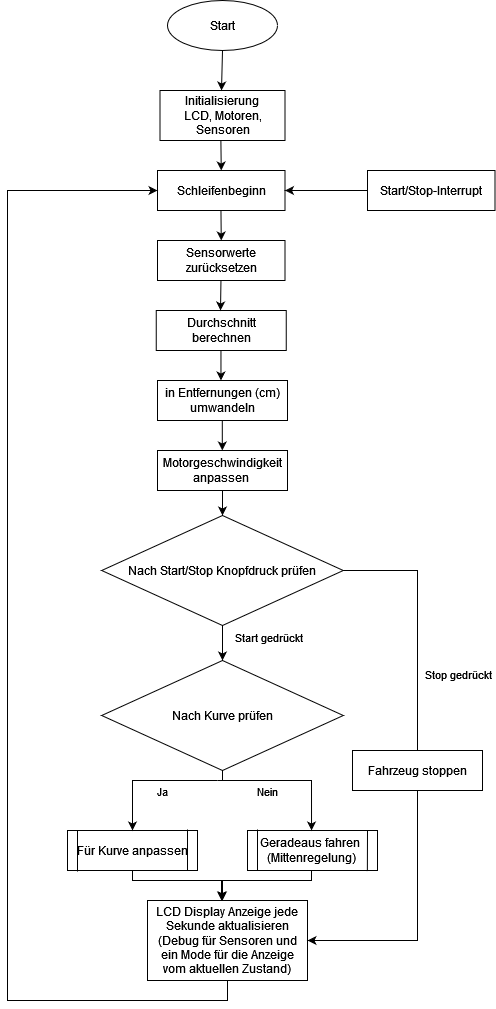 Start
Initialisierung
LCD, Motoren,
Sensoren
Schleifenbeginn
Start/Stop-Interrupt
Sensorwerte
zurücksetzen
Durchschnitt
berechnen
in Entfernungen (cm)
umwandeln
Motorgeschwindigkeit
anpassen
Nach Start/Stop Knopfdruck prüfen
Start gedrückt
Stop gedrückt
Nach Kurve prüfen
Fahrzeug stoppen
Ja
Nein
Für Kurve anpassen
Geradeaus fahren
(Mittenregelung)
LCD Display Anzeige jede
Sekunde aktualisieren
(Debug für Sensoren und
ein Mode für die Anzeige
vom aktuellen Zustand)